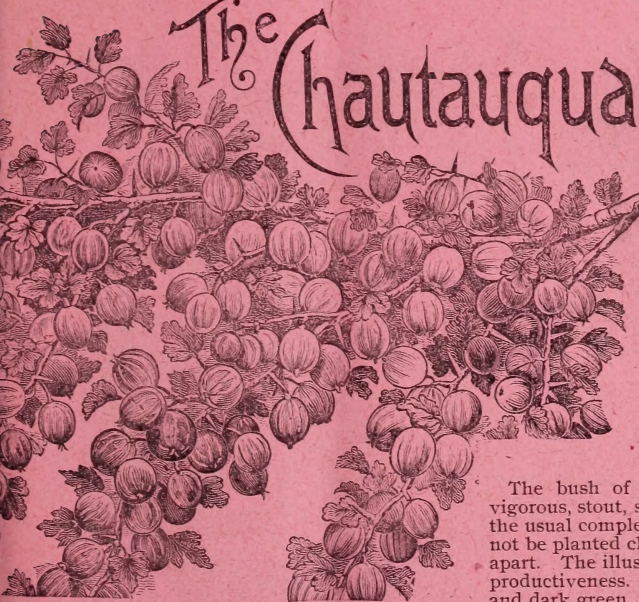 The
Chautauqua
The bush of
vigorous, stout, s
the usual comple
not be planted cl
apart. The illus
productiveness.
and dark green